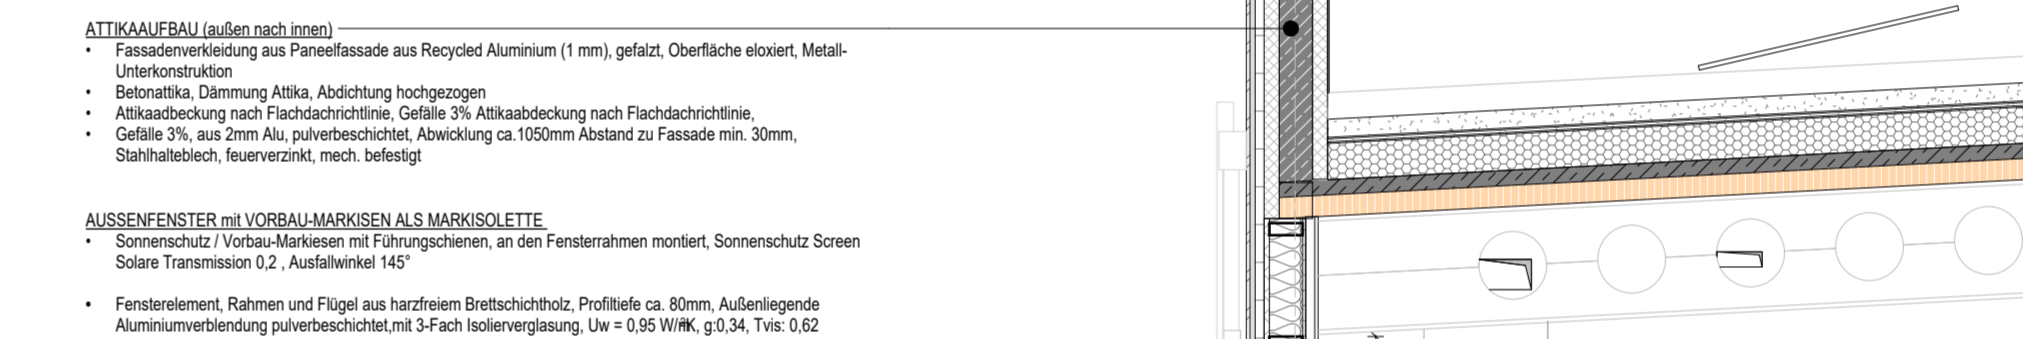 ATTIKAAUFBAU (außen nach innen)
• Fassadenverkleidung aus Paneelfassade aus Recycled Aluminium (1 mm), gefalzt, Oberfläche eloxiert, Metall-
Unterkonstruktion
• Betonattika, Dämmung Attika, Abdichtung hochgezogen
• Attikaadbeckung nach Flachdachrichtlinie, Gefälle 3% Attikaabdeckung nach Flachdachrichtlinie,
• Gefälle 3%, aus 2mm Alu, pulverbeschichtet, Abwicklung ca.1050mm Abstand zu Fassade min. 30mm,
Stahlhalteblech, feuerverzinkt, mech. befestigt
AUSSENFENSTER mit VORBAU-MARKISEN ALS MARKISOLETTE
• Sonnenschutz / Vorbau-Markiesen mit Führungschienen, an den Fensterrahmen montiert, Sonnenschutz Screen
Solare Transmission 0,2 , Ausfallwinkel 145°
• Fensterelement, Rahmen und Flügel aus harzfreiem Brettschichtholz, Profiltiefe ca. 80mm, Außenliegende
Aluminiumverblendung pulverbeschichtet,mit 3-Fach Isolierverglasung, Uw = 0,95 W/m²K, g:0,34, Tvis: 0,62